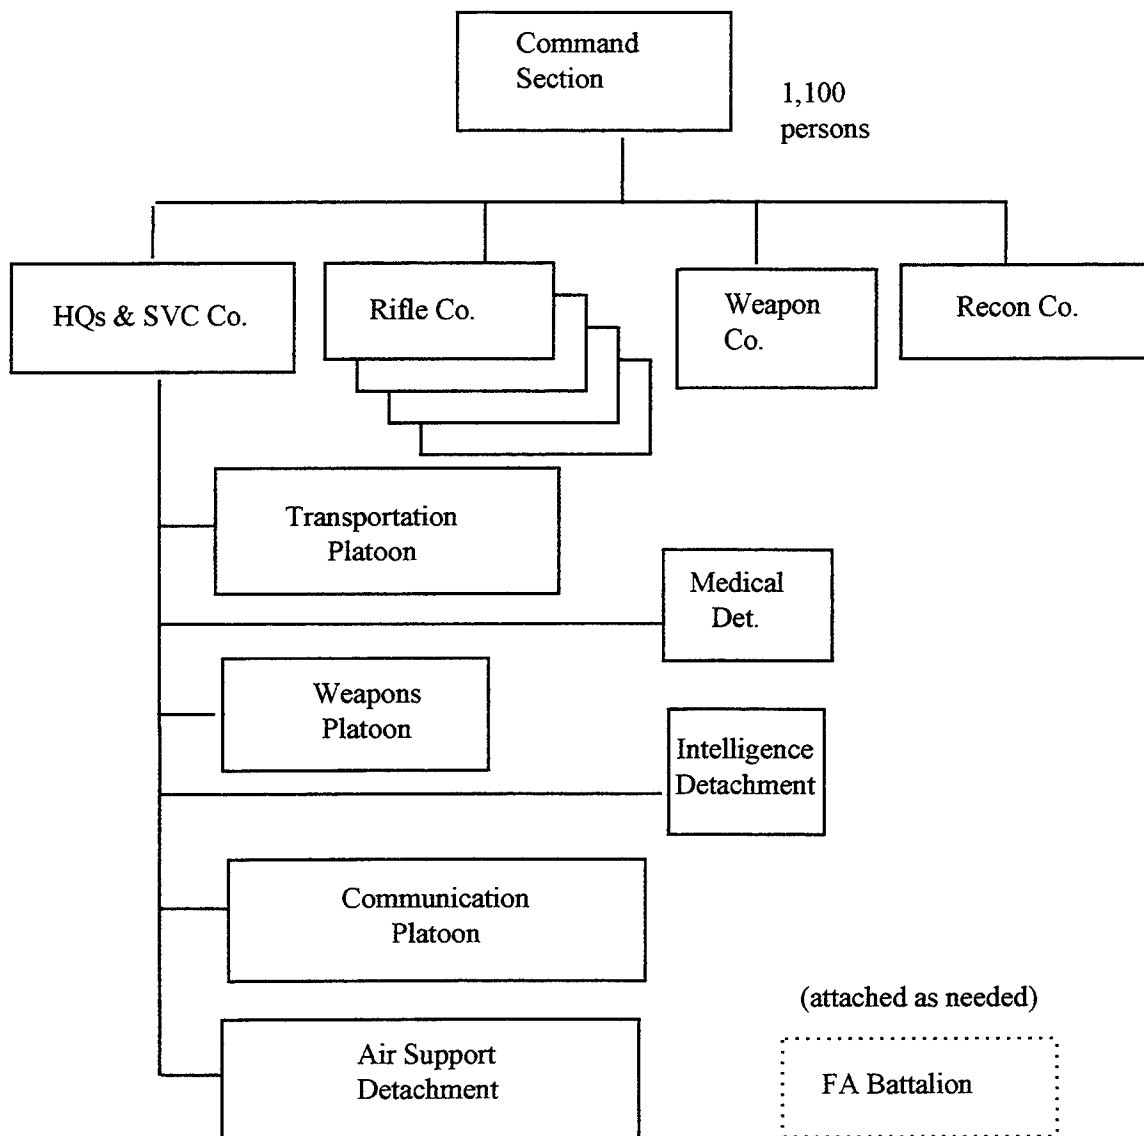 Command
Section
1,100
persons
HQs & SVC Co.
Rifle Co.
Weapon
Co.
Recon Co.
Transportation
Platoon
Medical
Det.
Weapons
Platoon
Intelligence
Detachment
Communication
Platoon
(attached as needed)
Air Support
Detachment
FA Battalion